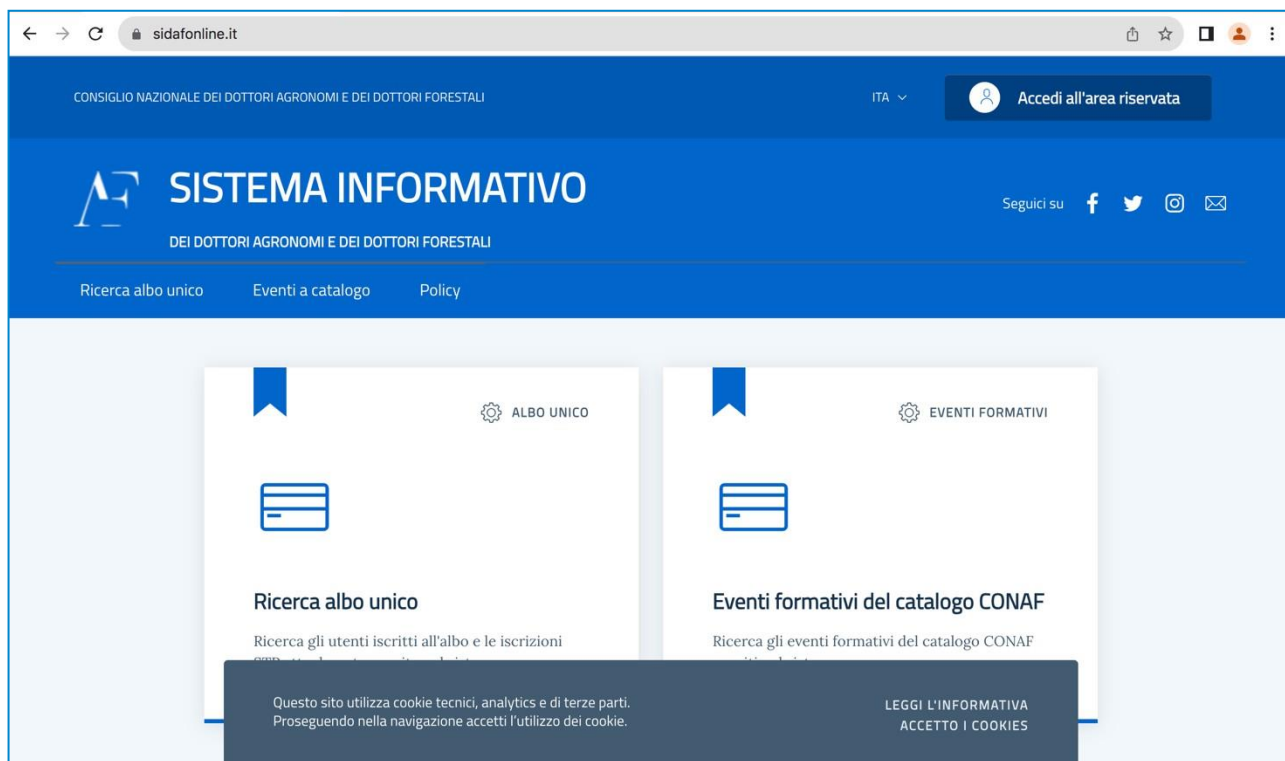 sidafonline.it
CONSIGLIO NAZIONALE DEI DOTTORI AGRONOMI E DEI DOTTORI FORESTALI
ITA
Accedi all'area riservata
SISTEMA INFORMATIVO
DEI DOTTORI AGRONOMI E DEI DOTTORI FORESTALI
Seguici su
Ricerca albo unico Eventi a catalogo Policy
ALBO UNICO
Ricerca albo unico
Ricerca gli utenti iscritti all'albo e le iscrizioni
EVENTI FORMATIVI
Eventi formativi del catalogo CONAF
Ricerca gli eventi formativi del catalogo CONAF
Questo sito utilizza cookie tecnici, analytics e di terze parti.
Proseguendo nella navigazione accetti l'utilizzo dei cookie.
LEGGI L'INFORMATIVA
ACCETTO I COOKIES